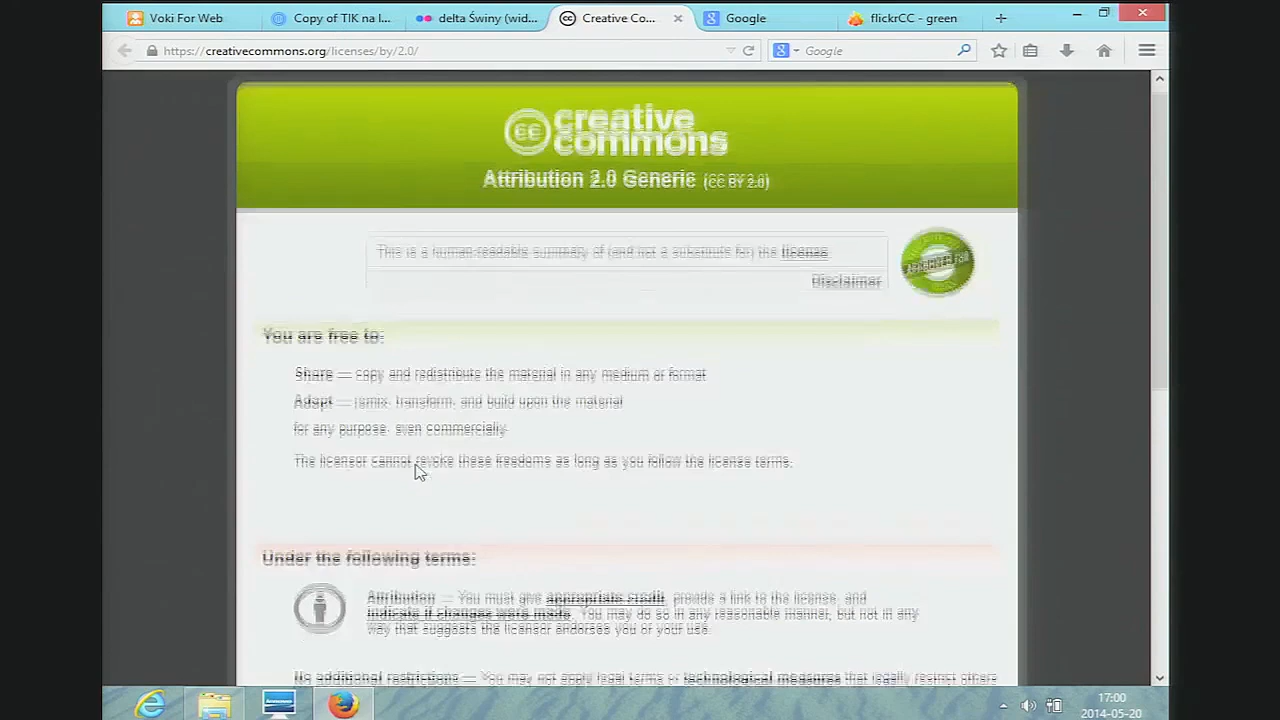 Voki For Web
Copy of TIK na l...
delta Świny (wid...
Creative Co...
Google
flickrCC - green
https://creativecommons.org/licenses/by/2.0/
Google
cc creative
commons
Attribution 2.0 Generic (CC BY 2.0)
This is a human-readable summary of (and not a substitute for) the license.
Disclaimer
APPROVED FOR
You are free to:
Share — copy and redistribute the material in any medium or format
Adapt — remix, transform, and build upon the material
for any purpose, even commercially.
The licensor cannot revoke these freedoms as long as you follow the license terms.
Under the following terms:
Attribution — You must give appropriate credit, provide a link to the license, and
indicate if changes were made. You may do so in any reasonable manner, but not in any
way that suggests the licensor endorses you or your use.
No additional restrictions — You may not apply legal terms or technological measures that legally restrict others
17:00
2014-05-20